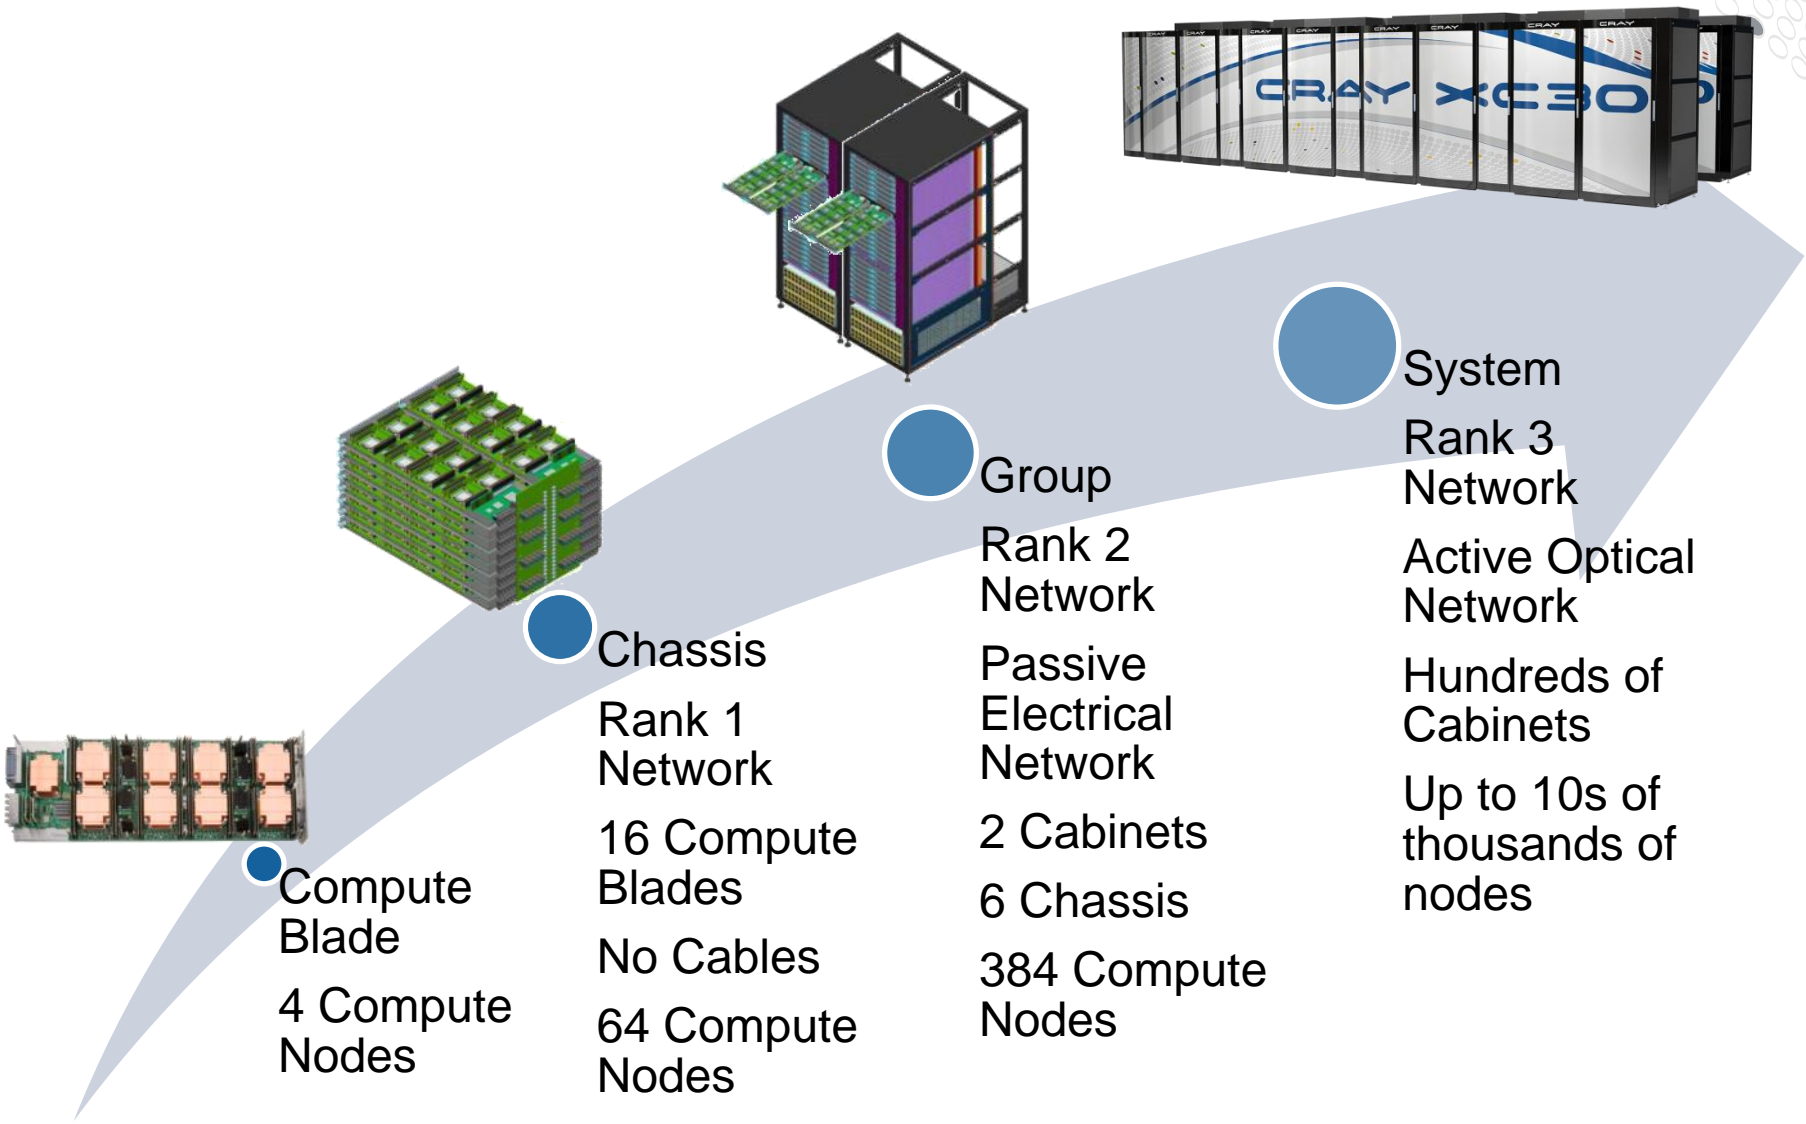 CRAY XC30
Compute
Blade
4 Compute
Nodes
Chassis
Rank 1
Network
16 Compute
Blades
No Cables
64 Compute
Nodes
Group
Rank 2
Network
Passive
Electrical
Network
2 Cabinets
6 Chassis
384 Compute
Nodes
System
Rank 3
Network
Active Optical
Network
Hundreds of
Cabinets
Up to 10s of
thousands of
nodes